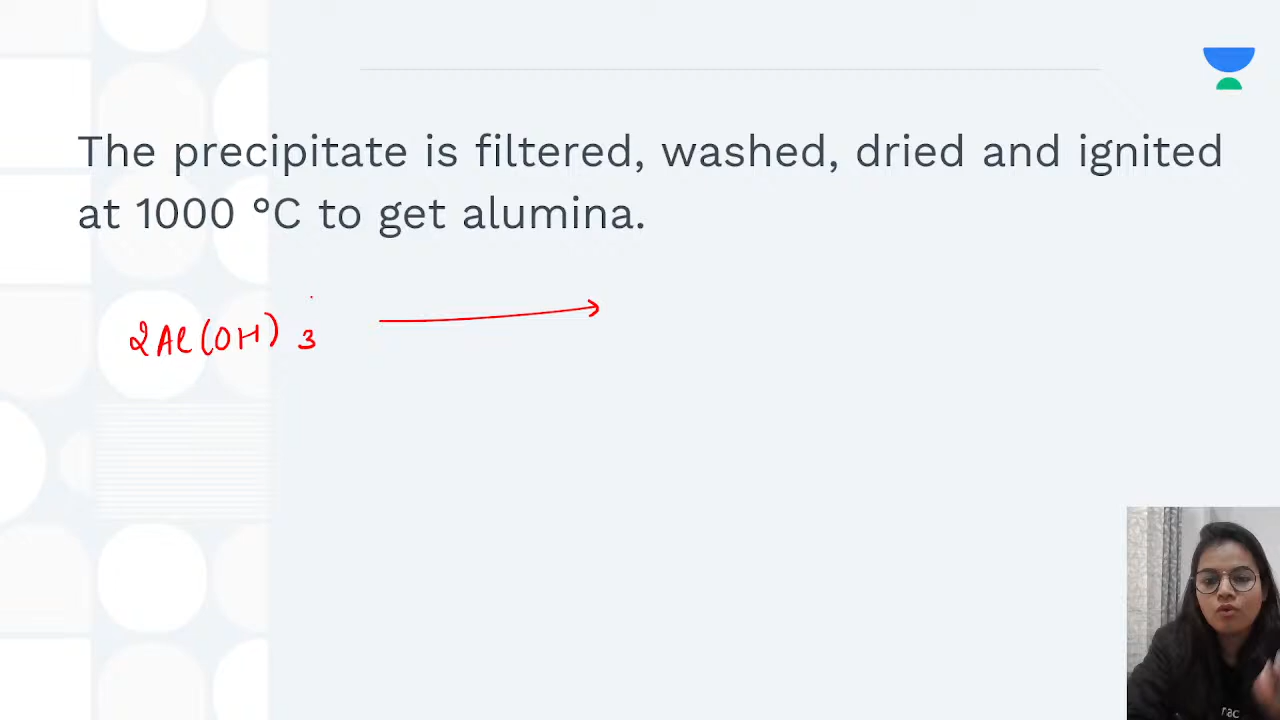 The precipitate is filtered, washed, dried and ignited
at 1000 °C to get alumina.
2Al(OH)3 ⟶